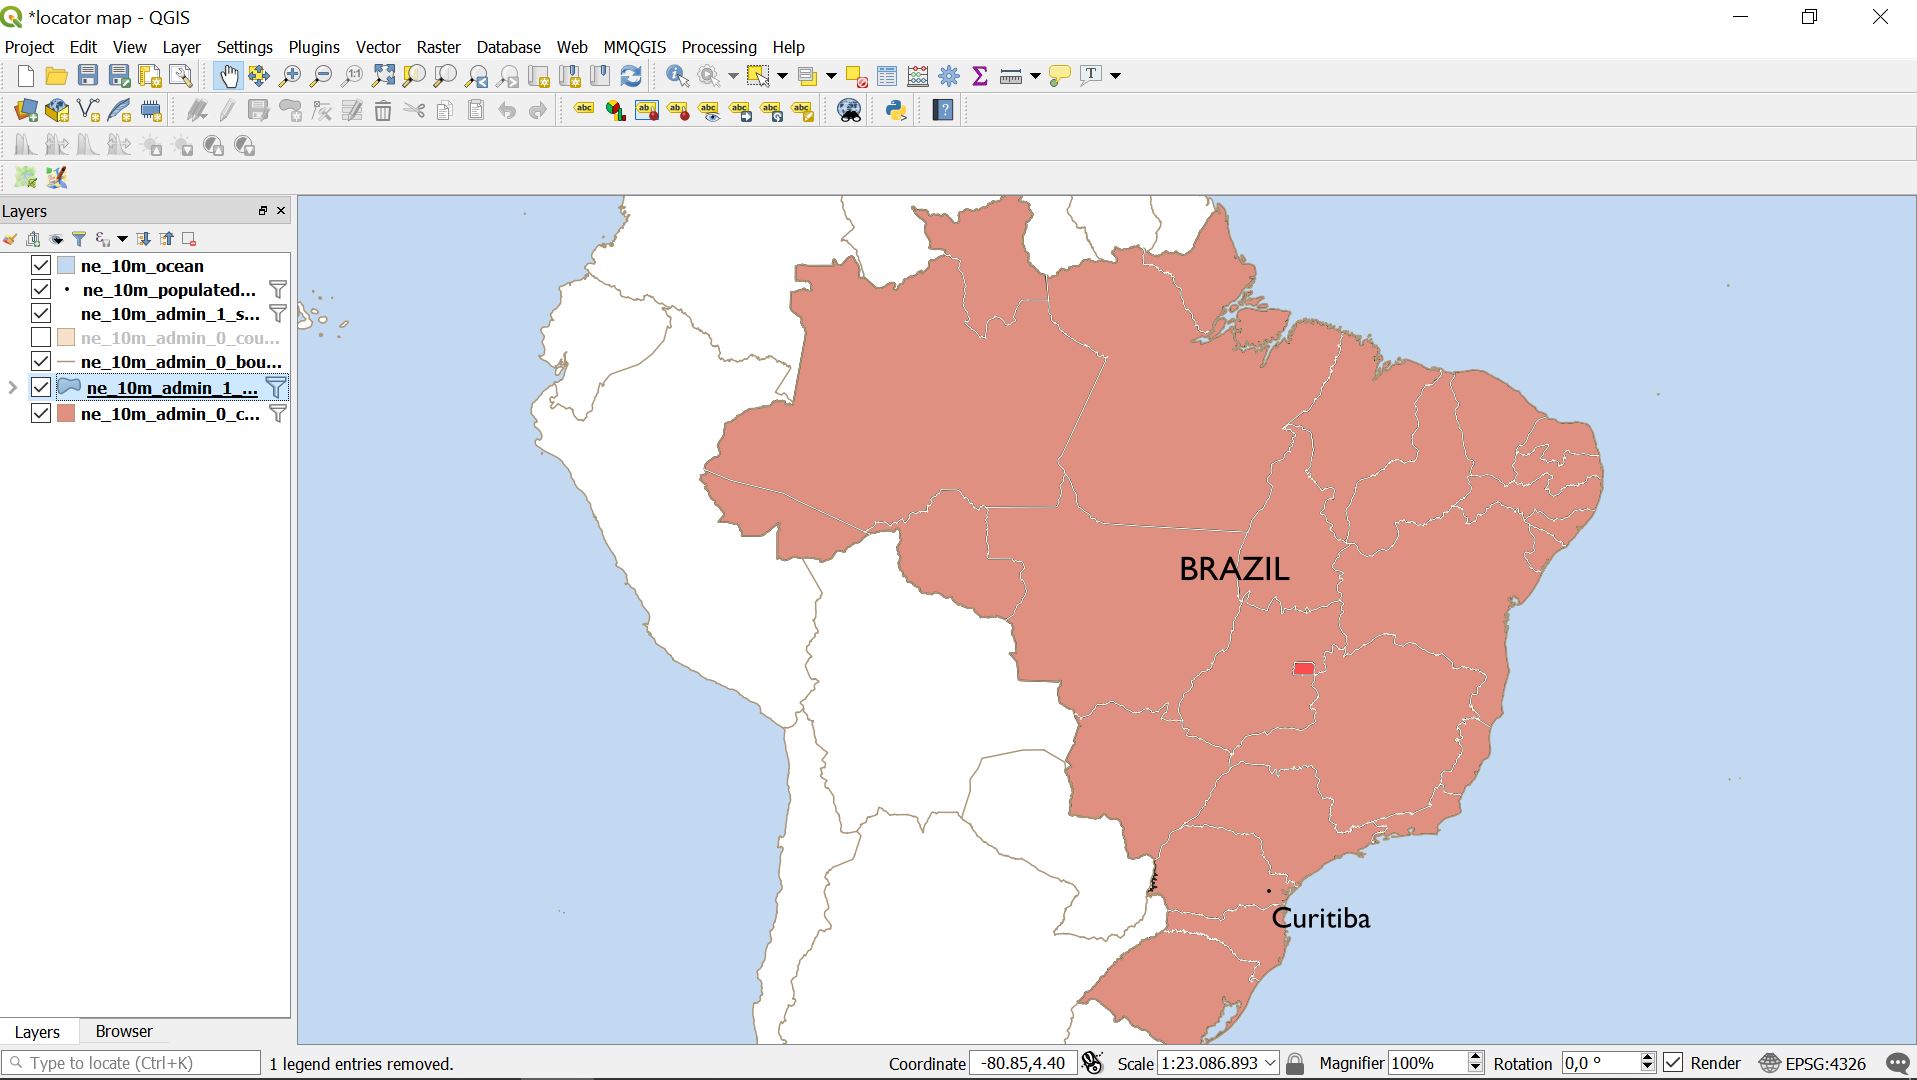 *locator map - QGIS
Project Edit View Layer Settings Plugins Vector Raster Database Web MMQGIS Processing Help
Layers
ne_10m_ocean
ne_10m_populated...
ne_10m_admin_1_s...
ne_10m_admin_0_cou...
ne_10m_admin_0_bou...
ne_10m_admin_1_...
ne_10m_admin_0_c...
BRAZIL
Curitiba
Layers Browser
Type to locate (Ctrl+K) 1 legend entries removed. Coordinate -80.85,4.40 Scale 1:23.086.893 Magnifier 100% Rotation 0,0 ° Render EPSG:4326